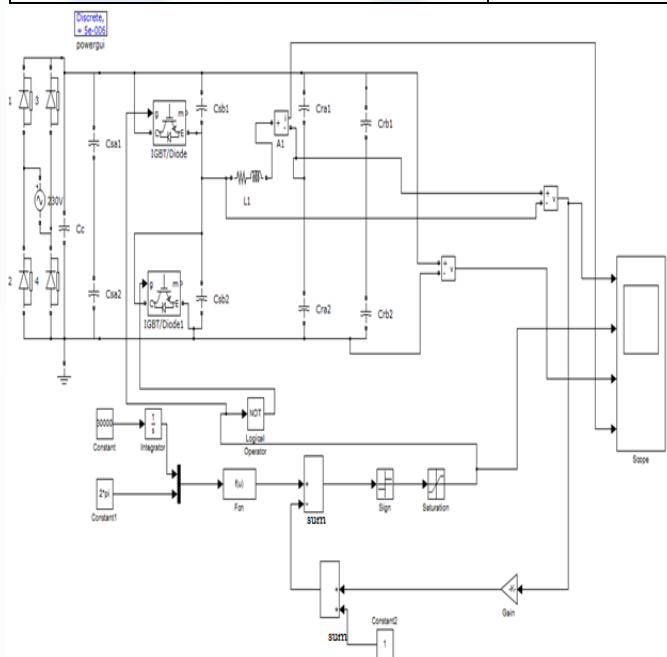 Discrete,
= 5e-006
powergui
1
3
Csa1
g
m
C
E
IGBT/Diode
Csb1
L1
+
-
i
A1
Cra1
Crb1
230V
Cc
+
-
v
2
4
Csa2
g
m
C
E
IGBT/Diode1
Csb2
+
-
v
Cra2
Crb2
30000
Constant
1
s
Integrator
NOT
Logical
Operator
Scope
2*pi
Constant1
f(u)
Fcn
sum
Sign
Saturation
-K-
Gain
sum
Constant2
1